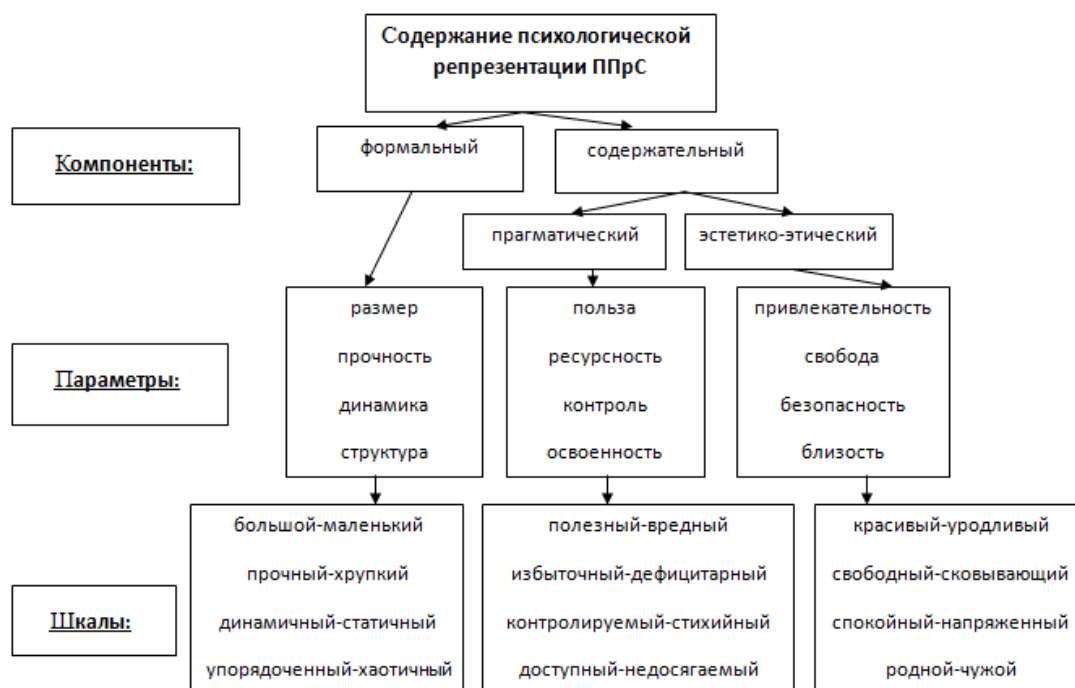 Содержание психологической
репрезентации ППрС
Компоненты:
формальный
содержательный
прагматический
эстетико-этический
Параметры:
размер
прочность
динамика
структура
польза
ресурсность
контроль
освоенность
привлекательность
свобода
безопасность
близость
Шкалы:
большой-маленький
прочный-хрупкий
динамичный-статичный
упорядоченный-хаотичный
полезный-вредный
избыточный-дефицитарный
контролируемый-стихийный
доступный-недосягаемый
красивый-уродливый
свободный-сковывающий
спокойный-напряженный
родной-чужой